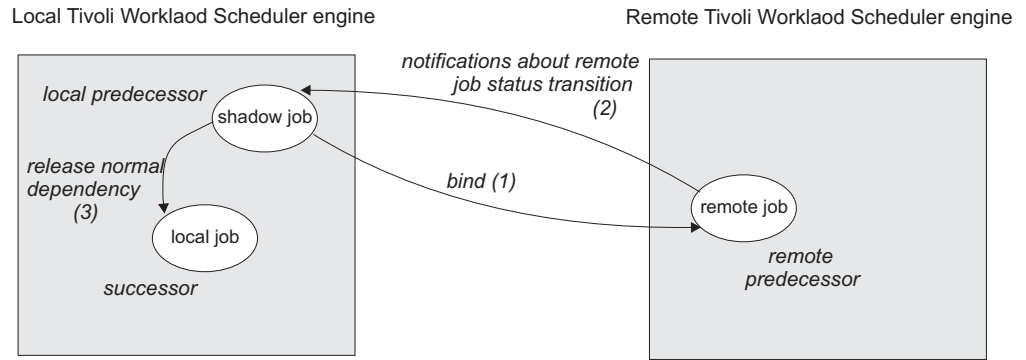 Local Tivoli Worklaod Scheduler engine
Remote Tivoli Worklaod Scheduler engine
notifications about remote
job status transition
(2)
local predecessor
shadow job
release normal
dependency
(3)
bind (1)
remote job
local job
remote
predecessor
successor